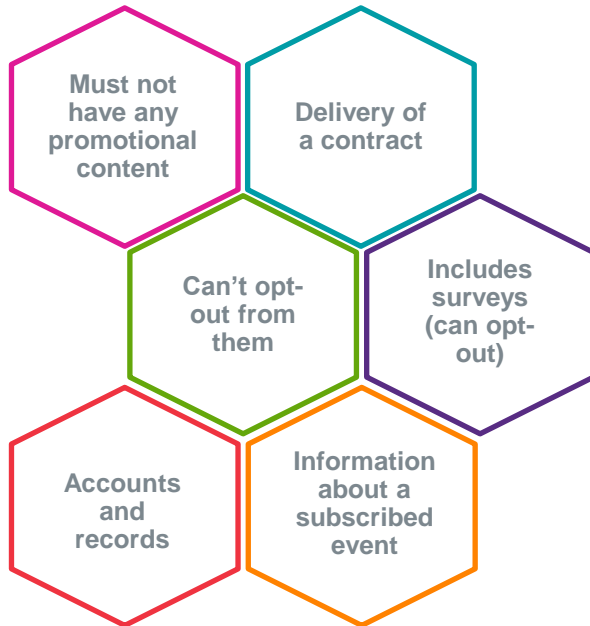 Must not
have any
promotional
content
Delivery of
a contract
Can’t opt-
out from
them
Includes
surveys
(can opt-
out)
Accounts
and
records
Information
about a
subscribed
event